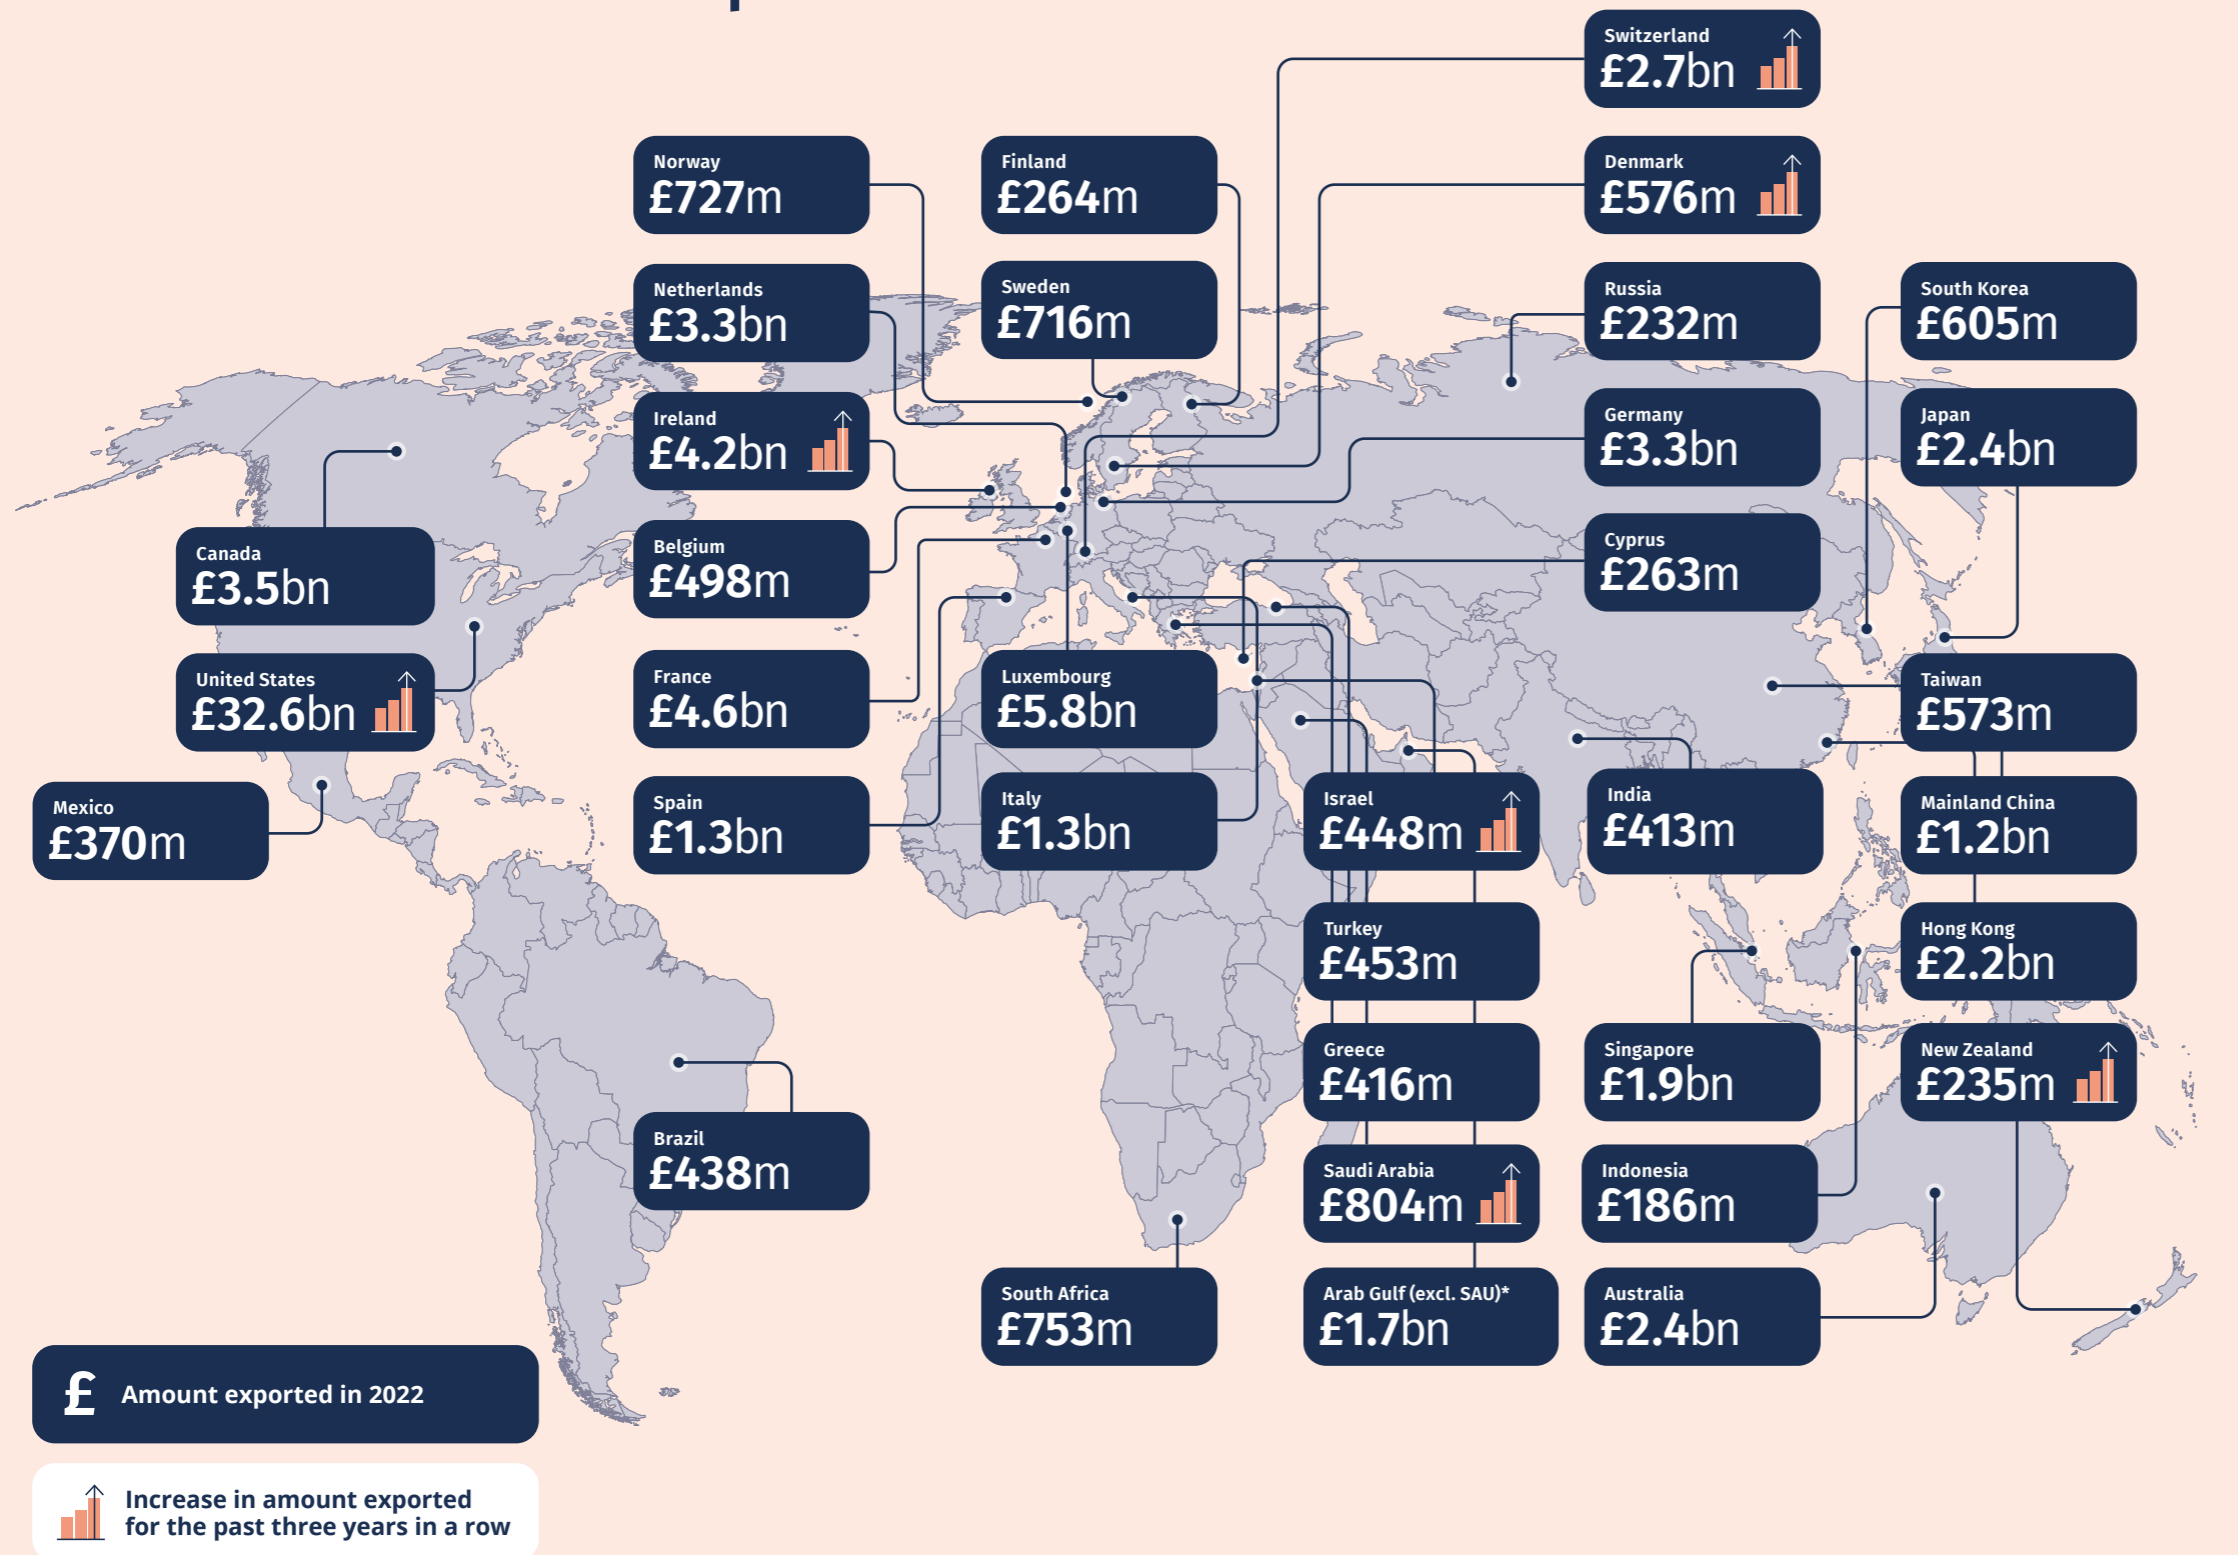 Switzerland
£2.7bn
Norway
£727m
Finland
£264m
Denmark
£576m
Netherlands
£3.3bn
Sweden
£716m
Russia
£232m
South Korea
£605m
Ireland
£4.2bn
Germany
£3.3bn
Japan
£2.4bn
Canada
£3.5bn
Belgium
£498m
Cyprus
£263m
United States
£32.6bn
France
£4.6bn
Luxembourg
£5.8bn
Taiwan
£573m
Mexico
£370m
Spain
£1.3bn
Italy
£1.3bn
Israel
£448m
India
£413m
Mainland China
£1.2bn
Turkey
£453m
Hong Kong
£2.2bn
Greece
£416m
Singapore
£1.9bn
New Zealand
£235m
Brazil
£438m
Saudi Arabia
£804m
Indonesia
£186m
South Africa
£753m
Arab Gulf (excl. SAU)*
£1.7bn
Australia
£2.4bn
£ Amount exported in 2022
Increase in amount exported
for the past three years in a row